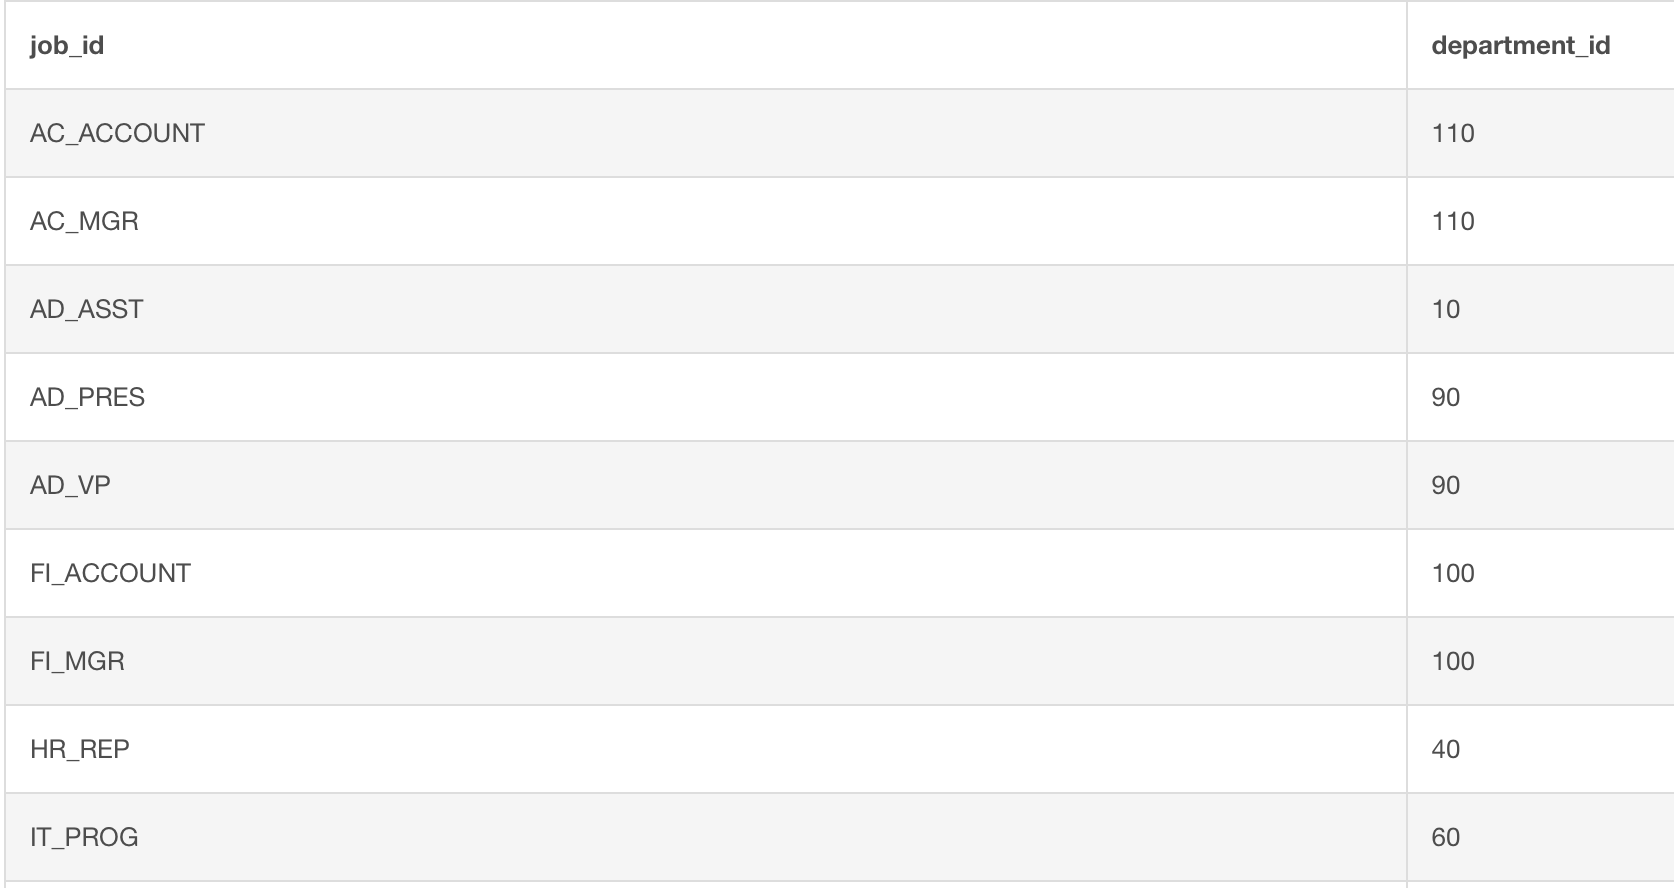 job_id department_id
AC_ACCOUNT 110
AC_MGR 110
AD_ASST 10
AD_PRES 90
AD_VP 90
FI_ACCOUNT 100
FI_MGR 100
HR_REP 40
IT_PROG 60